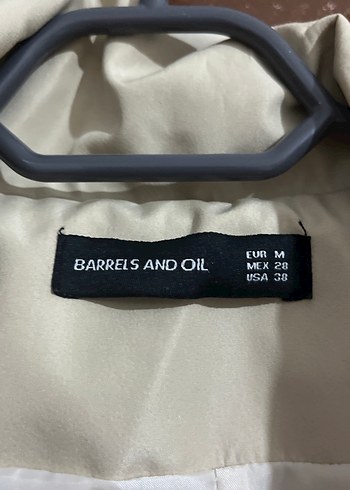 BARRELS AND OIL
EUR M
MEX 28
USA 38